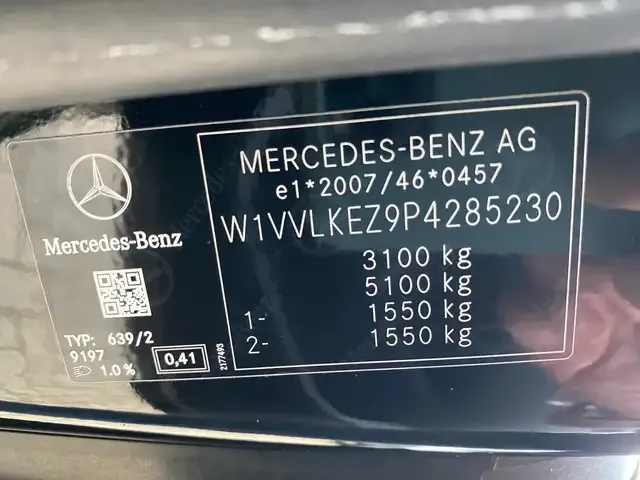 Mercedes-Benz
TYP: 639/2
9197
1.0 %
0,41
2177493
MERCEDES-BENZ AG
e1*2007/46*0457
W1VVLKEZ9P4285230
3100 kg
5100 kg
1- 1550 kg
2- 1550 kg